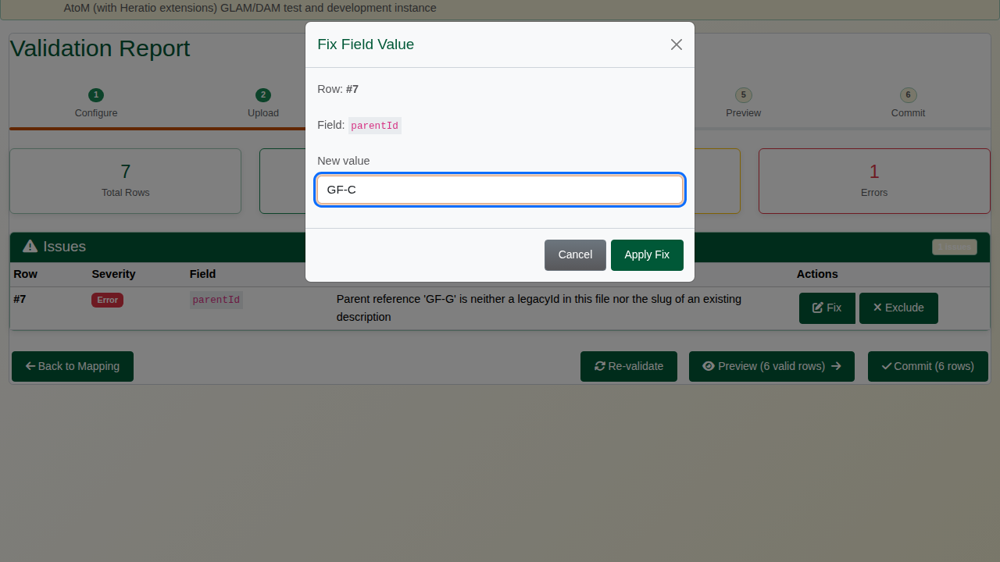 AtoM (with Heratio extensions) GLAM/DAM test and development instance
Validation Report
Fix Field Value
Row: #7
Field: parentId
New value
GF-C
Cancel
Apply Fix
1
Configure
2
Upload
5
Preview
6
Commit
7
Total Rows
1
Errors
Issues
1 issues
Row Severity Field Actions
#7 Error parentId Parent reference 'GF-G' is neither a legacyId in this file nor the slug of an existing
description
Fix
Exclude
Back to Mapping
Re-validate
Preview (6 valid rows)
Commit (6 rows)